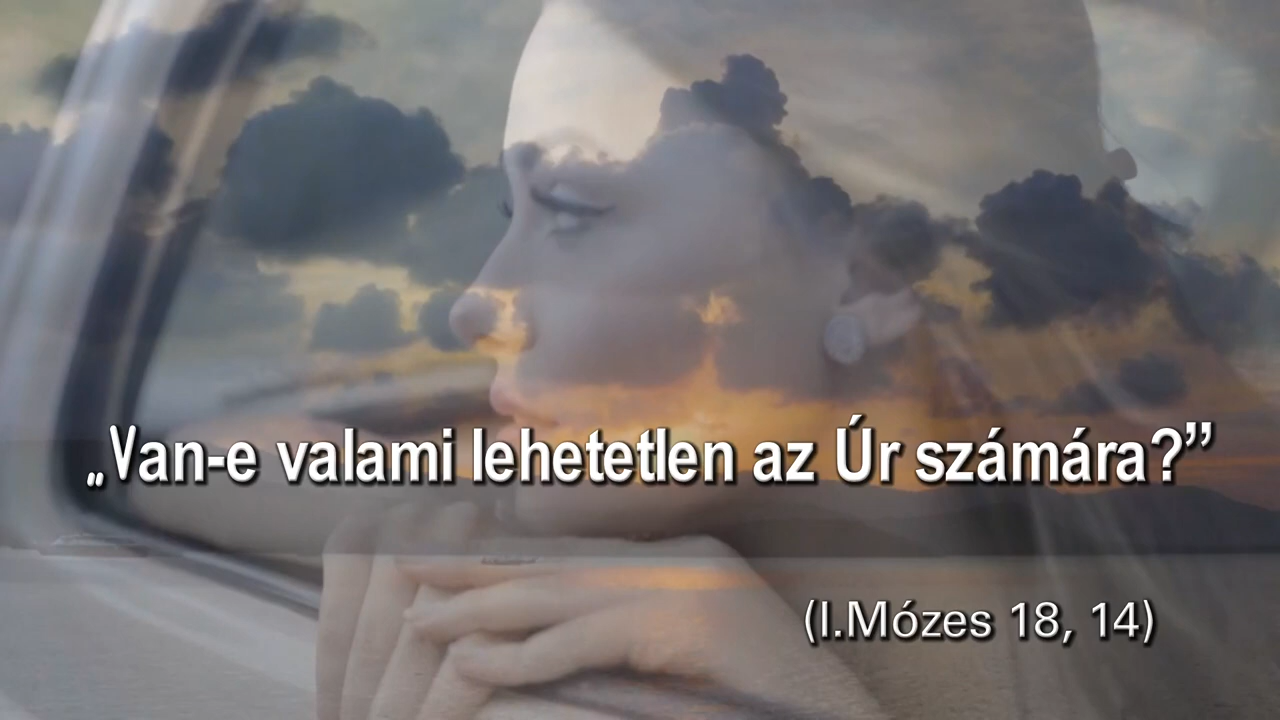 „Van-e valami lehetetlen az Úr számára?”
(I.Mózes 18, 14)